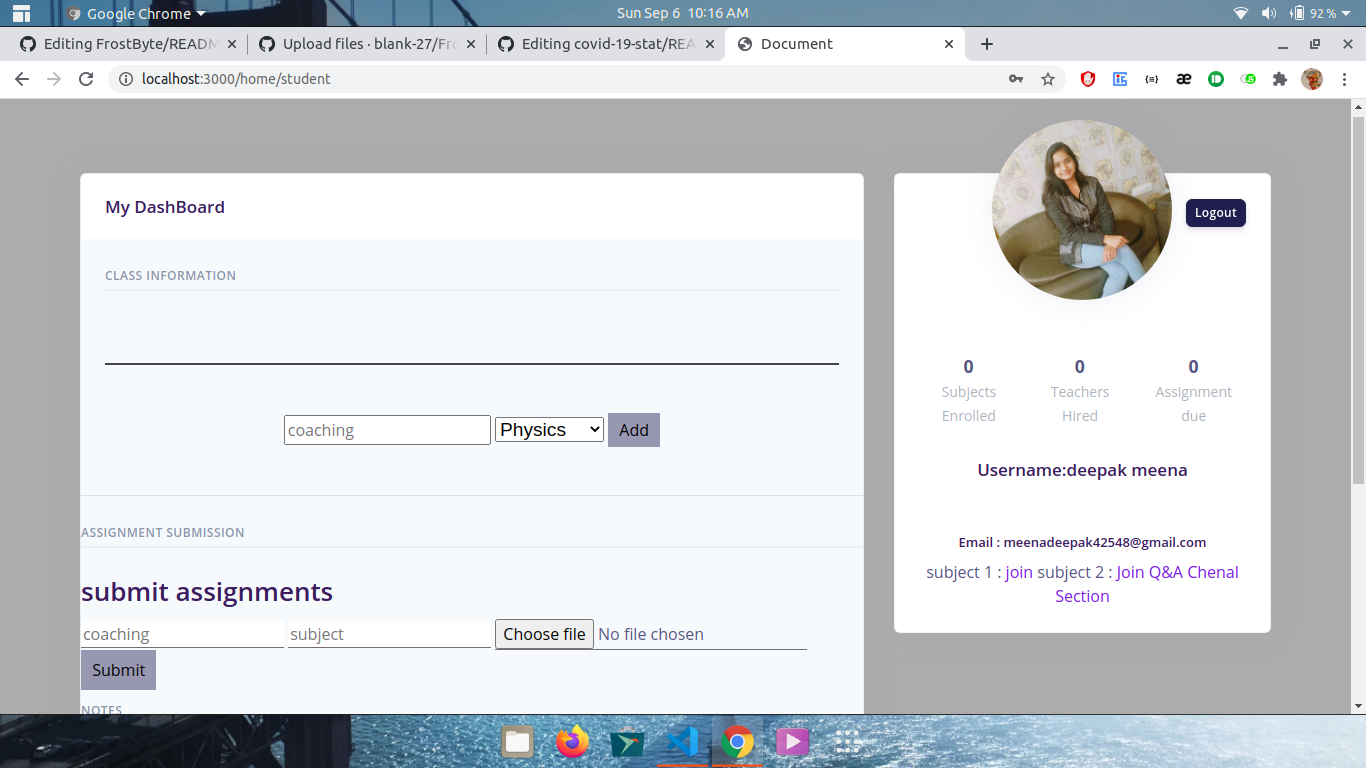 Google Chrome
Sun Sep 6 10:16 AM
92 %
Editing FrostByte/READM
Upload files · blank-27/Fro
Editing covid-19-stat/REA
Document
localhost:3000/home/student
My DashBoard
CLASS INFORMATION
coaching Physics Add
ASSIGNMENT SUBMISSION
submit assignments
coaching subject Choose file No file chosen
Submit
NOTES
Logout
0 0 0
Subjects Teachers Assignment
Enrolled Hired due
Username:deepak meena
Email : meenadeepak42548@gmail.com
subject 1 : join subject 2 : Join Q&A Chenal
Section